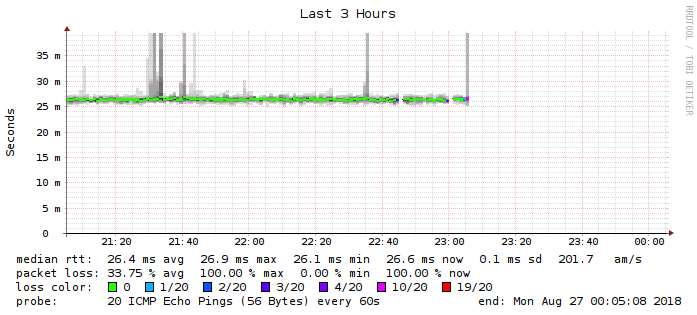 Last 3 Hours
RRDTOOL / TOBI OETIKER
Seconds
35 m
30 m
25 m
20 m
15 m
10 m
5 m
0
21:20 21:40 22:00 22:20 22:40 23:00 23:20 23:40 00:00
median rtt: 26.4 ms avg 26.9 ms max 26.1 ms min 26.6 ms now 0.1 ms sd 201.7 am/s
packet loss: 33.75 % avg 100.00 % max 0.00 % min 100.00 % now
loss color: 0 1/20 2/20 3/20 4/20 10/20 19/20
probe: 20 ICMP Echo Pings (56 Bytes) every 60s end: Mon Aug 27 00:05:08 2018